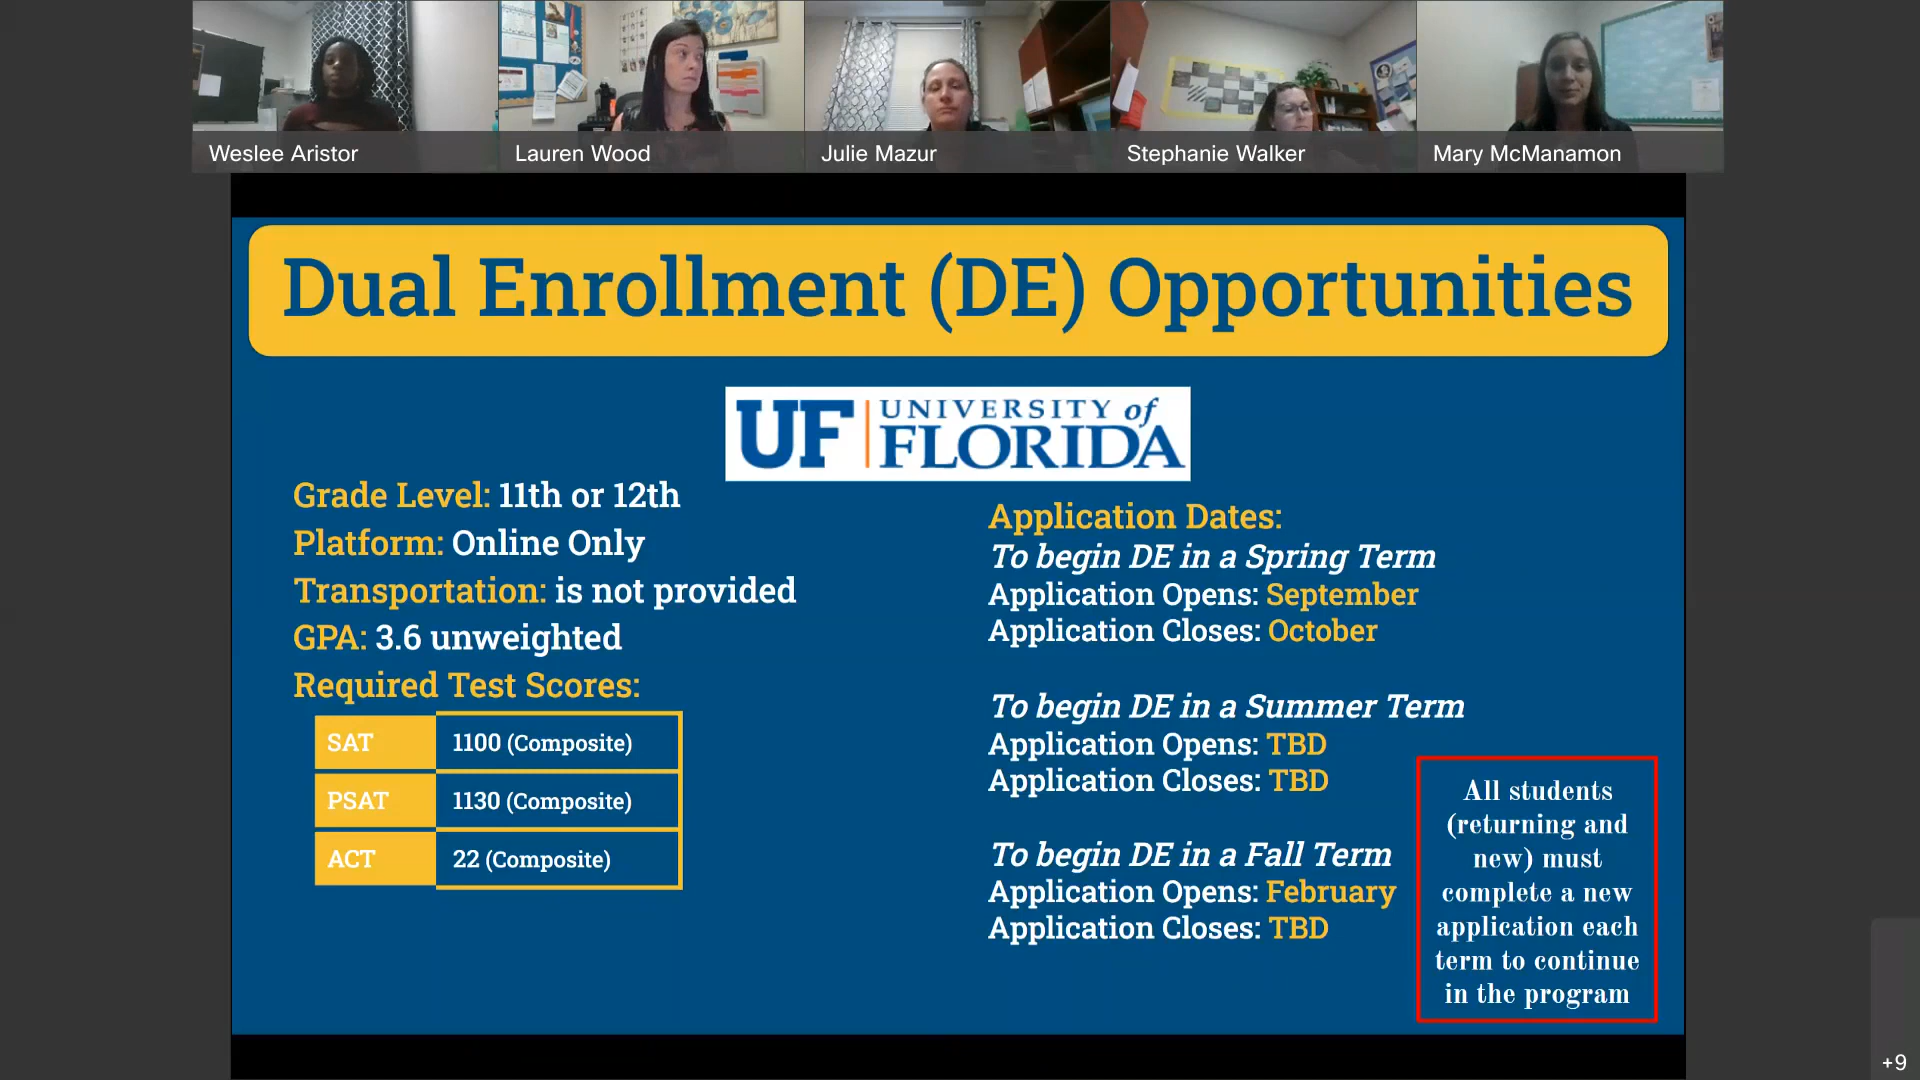 Weslee Aristor
Lauren Wood
Julie Mazur
Stephanie Walker
Mary McManamon
Dual Enrollment (DE) Opportunities
UF UNIVERSITY of
FLORIDA
Grade Level: 11th or 12th
Platform: Online Only
Transportation: is not provided
GPA: 3.6 unweighted
Required Test Scores:
SAT 1100 (Composite)
PSAT 1130 (Composite)
ACT 22 (Composite)
Application Dates:
To begin DE in a Spring Term
Application Opens: September
Application Closes: October
To begin DE in a Summer Term
Application Opens: TBD
Application Closes: TBD
To begin DE in a Fall Term
Application Opens: February
Application Closes: TBD
All students
(returning and
new) must
complete a new
application each
term to continue
in the program
+9